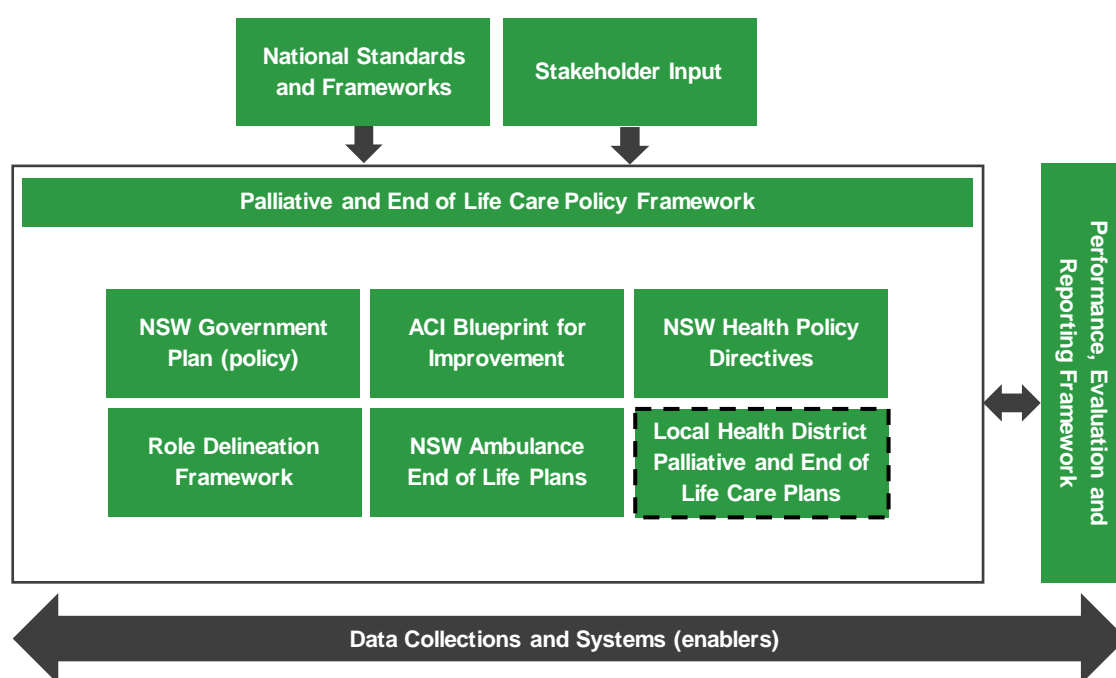 National Standards
and Frameworks
Stakeholder Input
Palliative and End of Life Care Policy Framework
NSW Government
Plan (policy)
ACI Blueprint for
Improvement
NSW Health Policy
Directives
Role Delineation
Framework
NSW Ambulance
End of Life Plans
Local Health District
Palliative and End of
Life Care Plans
Performance, Evaluation and
Reporting Framework
Data Collections and Systems (enablers)